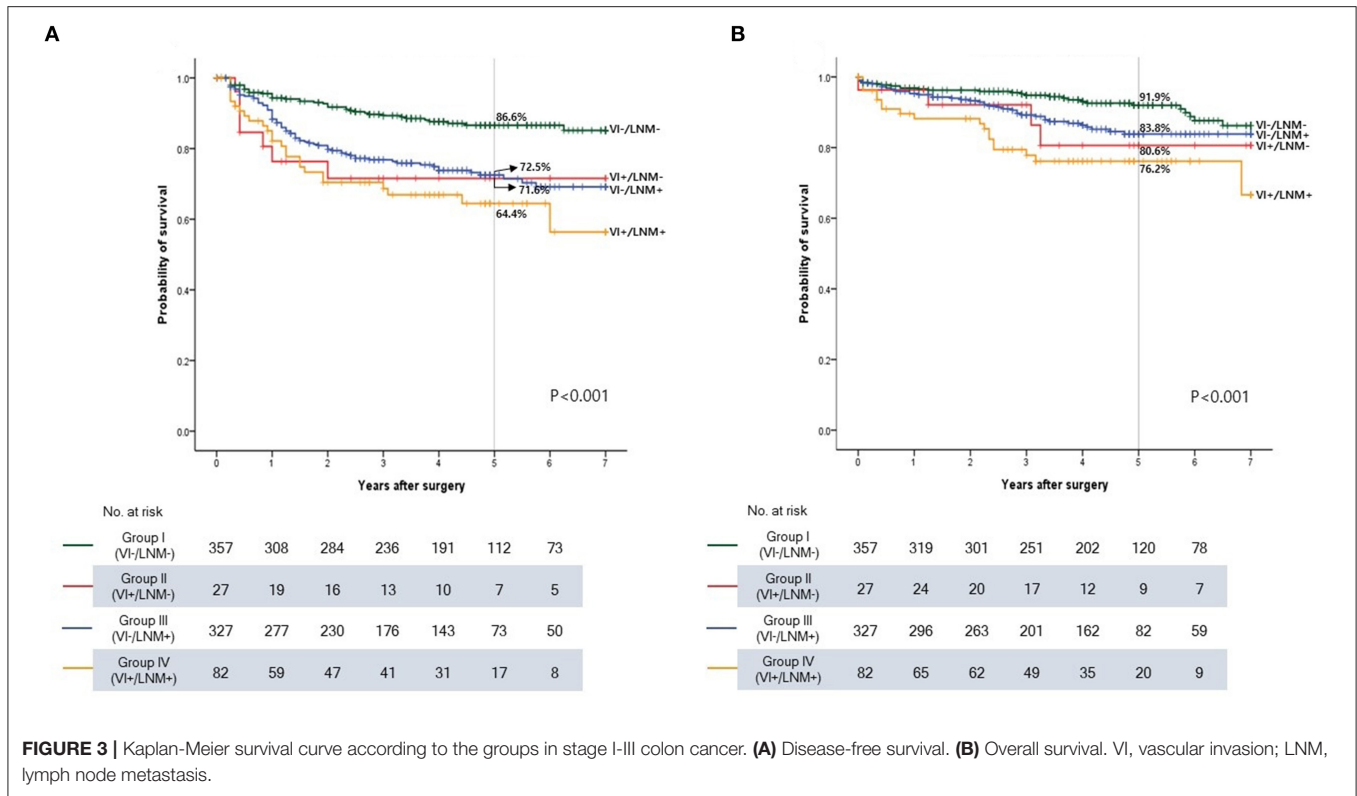 A
1.0
0.8
0.6
0.4
0.2
0.0
Probability of survival
86.6%
72.5%
71.6%
64.4%
VI-/LNM-
VI+/LNM-
VI-/LNM+
VI+/LNM+
P<0.001
0 1 2 3 4 5 6 7
Years after surgery
No. at risk
Group I
(VI-/LNM-) 357 308 284 236 191 112 73
Group II
(VI+/LNM-) 27 19 16 13 10 7 5
Group III
(VI-/LNM+) 327 277 230 176 143 73 50
Group IV
(VI+/LNM+) 82 59 47 41 31 17 8
B
1.0
0.8
0.6
0.4
0.2
0.0
Probability of survival
91.9%
83.8%
80.6%
76.2%
VI-/LNM-
VI-/LNM+
VI+/LNM-
VI+/LNM+
P<0.001
0 1 2 3 4 5 6 7
Years after surgery
No. at risk
Group I
(VI-/LNM-) 357 319 301 251 202 120 78
Group II
(VI+/LNM-) 27 24 20 17 12 9 7
Group III
(VI-/LNM+) 327 296 263 201 162 82 59
Group IV
(VI+/LNM+) 82 65 62 49 35 20 9
FIGURE 3 | Kaplan-Meier survival curve according to the groups in stage I-III colon cancer. (A) Disease-free survival. (B) Overall survival. VI, vascular invasion; LNM,
lymph node metastasis.